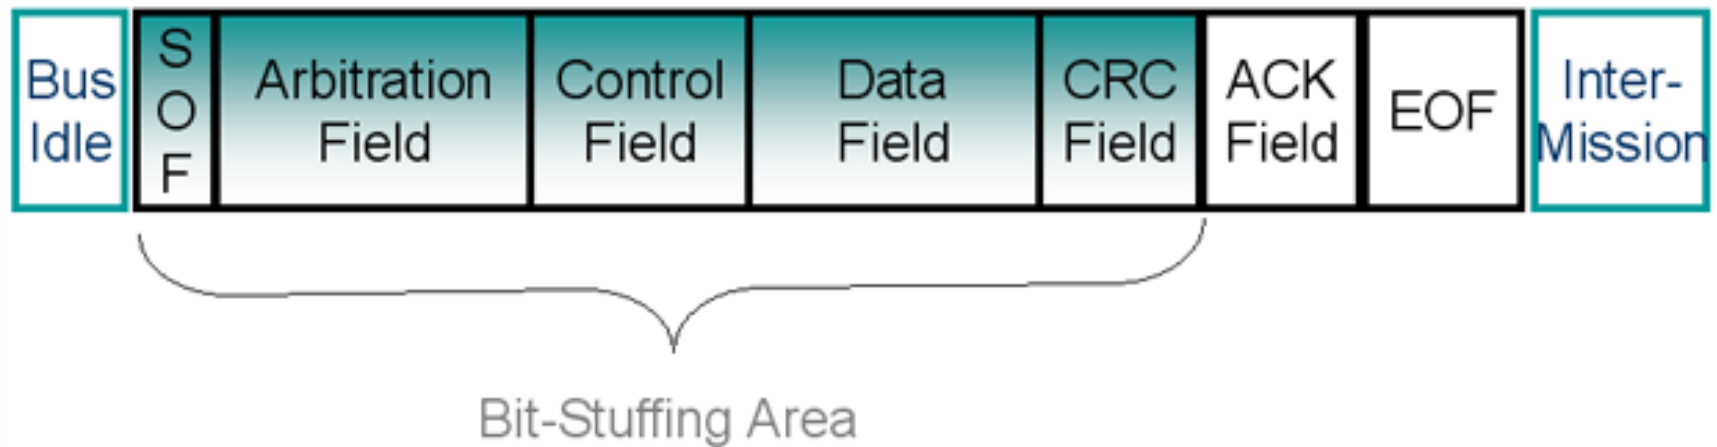 Bus
Idle
S
O
F
Arbitration
Field
Control
Field
Data
Field
CRC
Field
ACK
Field
EOF
Inter-
Mission
Bit-Stuffing Area